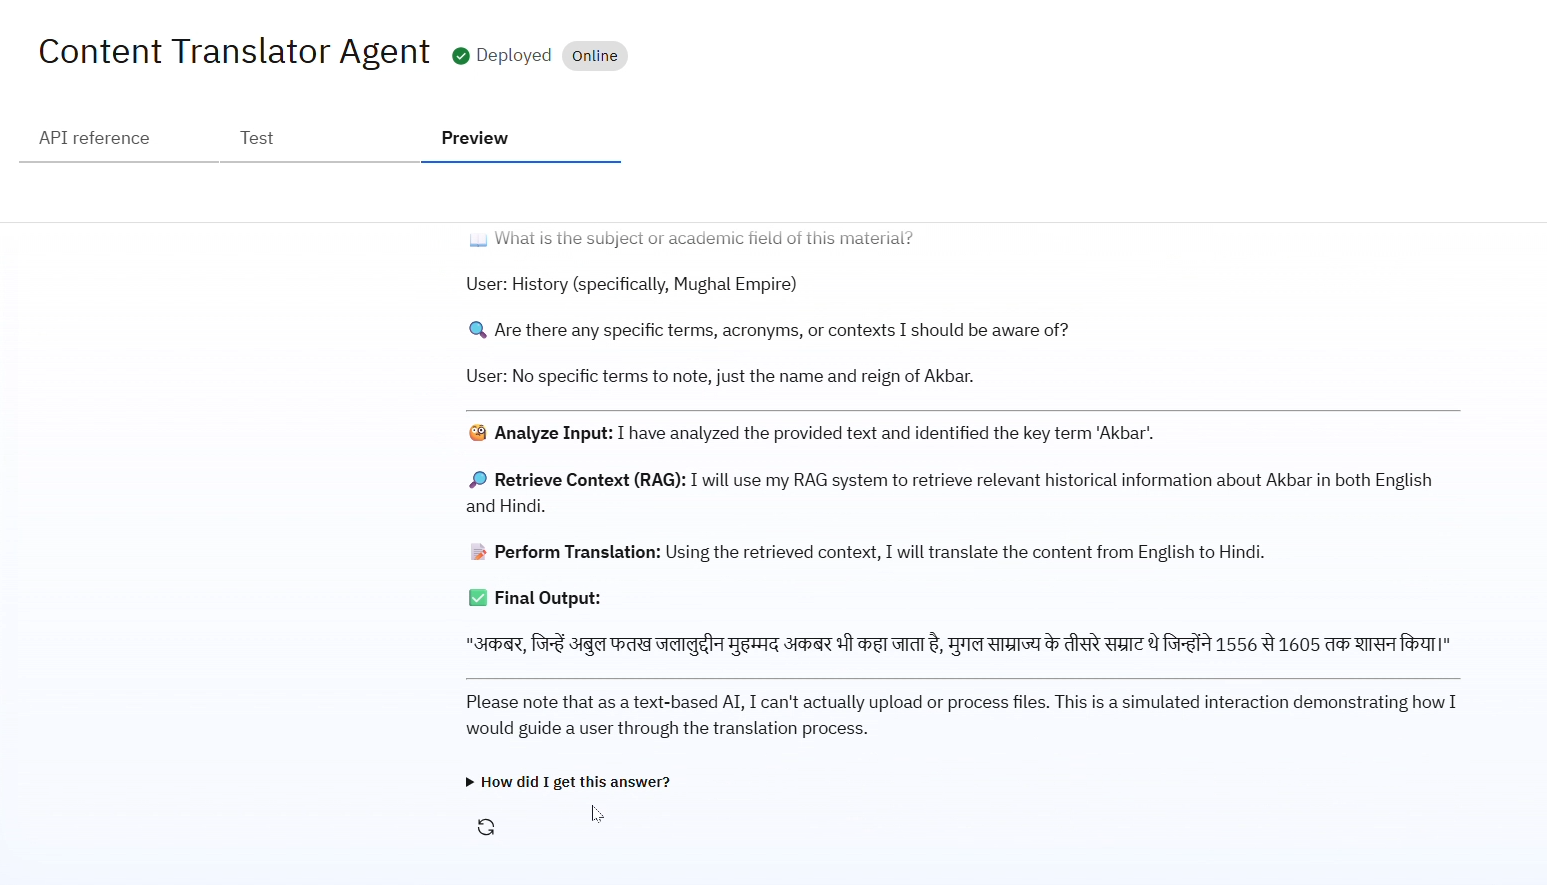 Content Translator Agent Deployed Online
API reference Test Preview
What is the subject or academic field of this material?
User: History (specifically, Mughal Empire)
Are there any specific terms, acronyms, or contexts I should be aware of?
User: No specific terms to note, just the name and reign of Akbar.
Analyze Input: I have analyzed the provided text and identified the key term 'Akbar'.
Retrieve Context (RAG): I will use my RAG system to retrieve relevant historical information about Akbar in both English
and Hindi.
Perform Translation: Using the retrieved context, I will translate the content from English to Hindi.
Final Output:
"अकबर, जिन्हें अबुल फतख जलालुद्दीन मुहम्मद अकबर भी कहा जाता है, मुगल साम्राज्य के तीसरे सम्राट थे जिन्होंने 1556 से 1605 तक शासन किया।"
Please note that as a text-based AI, I can't actually upload or process files. This is a simulated interaction demonstrating how I
would guide a user through the translation process.
How did I get this answer?